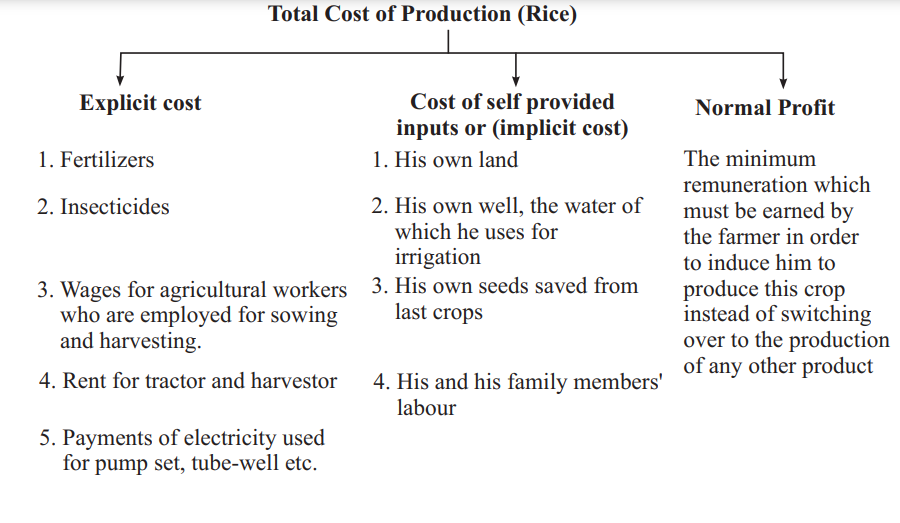 Total Cost of Production (Rice)
Explicit cost
1. Fertilizers
2. Insecticides
3. Wages for agricultural workers
who are employed for sowing
and harvesting.
4. Rent for tractor and harvestor
5. Payments of electricity used
for pump set, tube-well etc.
Cost of self provided
inputs or (implicit cost)
1. His own land
2. His own well, the water of
which he uses for
irrigation
3. His own seeds saved from
last crops
4. His and his family members'
labour
Normal Profit
The minimum
remuneration which
must be earned by
the farmer in order
to induce him to
produce this crop
instead of switching
over to the production
of any other product